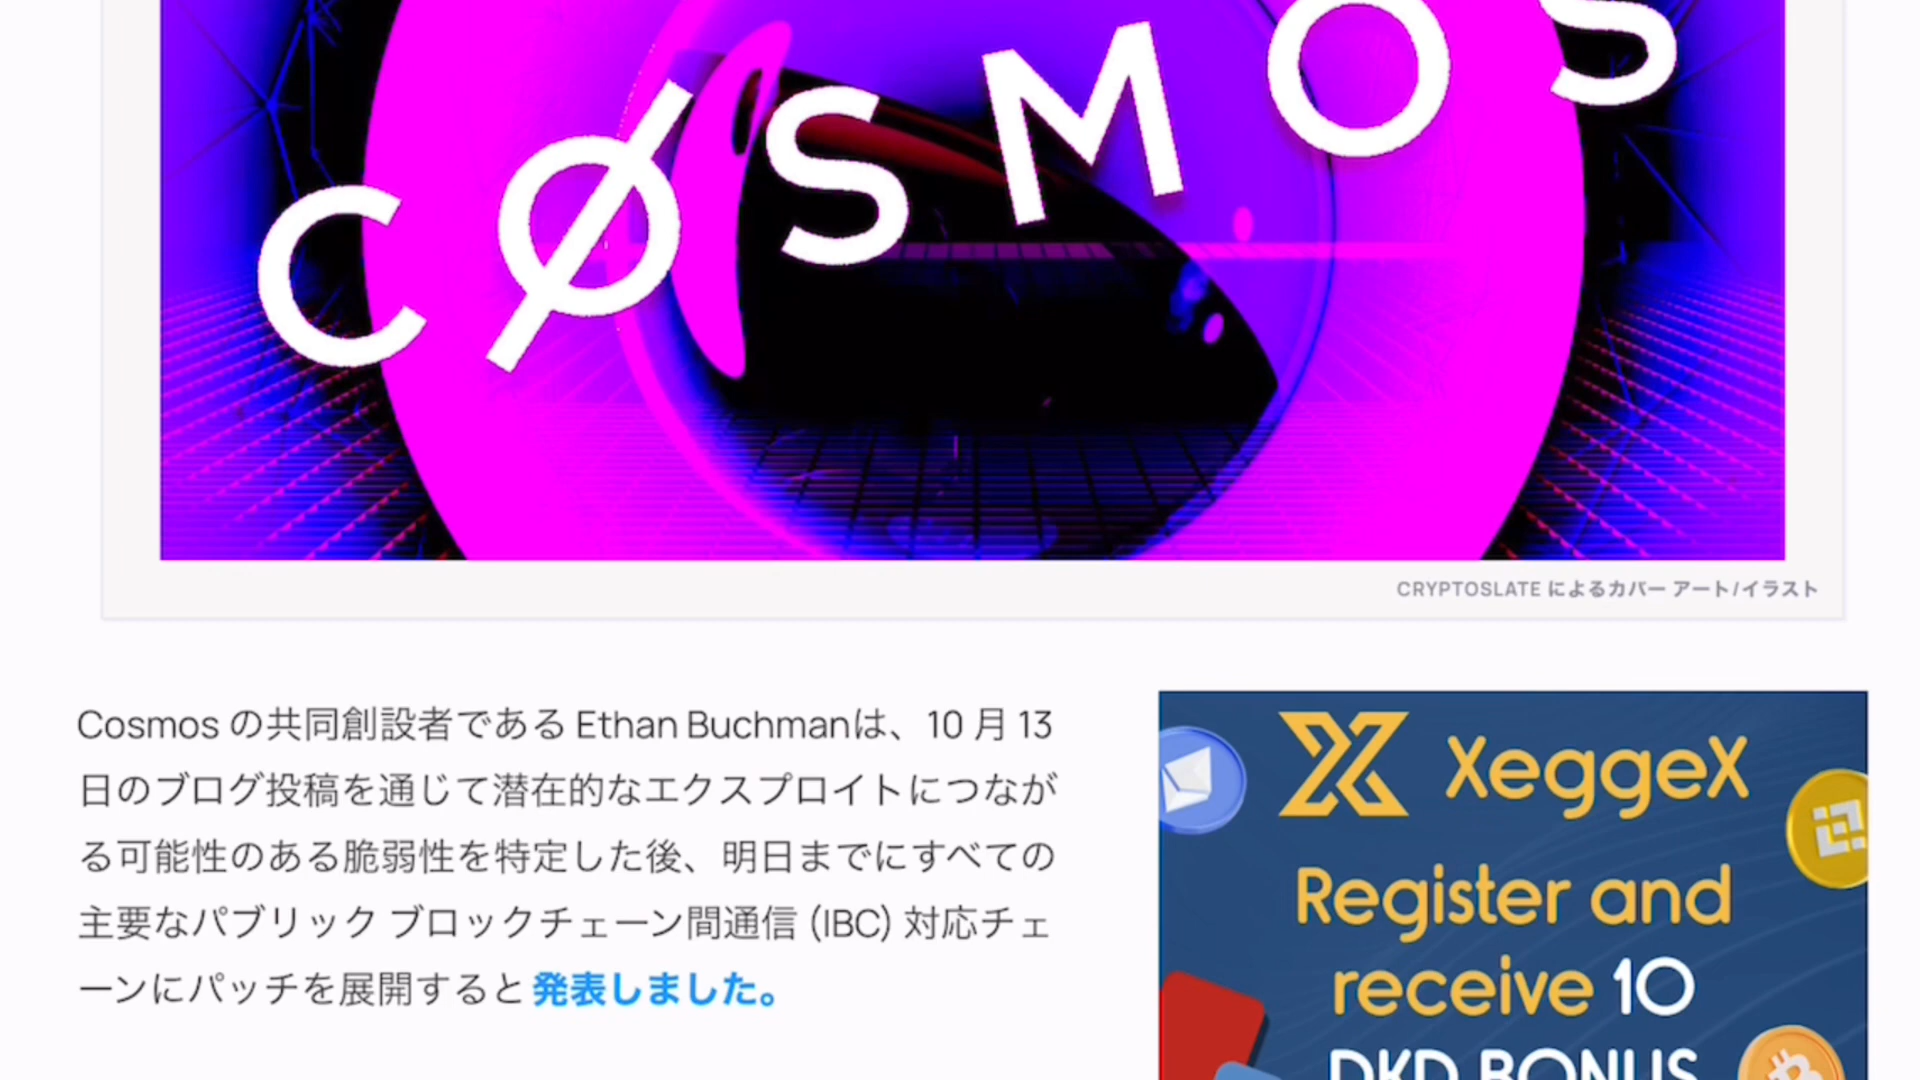 CØSMOS
CRYPTOSLATE によるカバー アート/イラスト
Cosmos の共同創設者である Ethan Buchmanは、10 月 13
日のブログ投稿を通じて潜在的なエクスプロイトにつなが
る可能性のある脆弱性を特定した後、明日までにすべての
主要なパブリック ブロックチェーン間通信 (IBC) 対応チェ
ーンにパッチを展開すると 発表しました。
XeggeX
Register and
receive 10
DKD BONUS